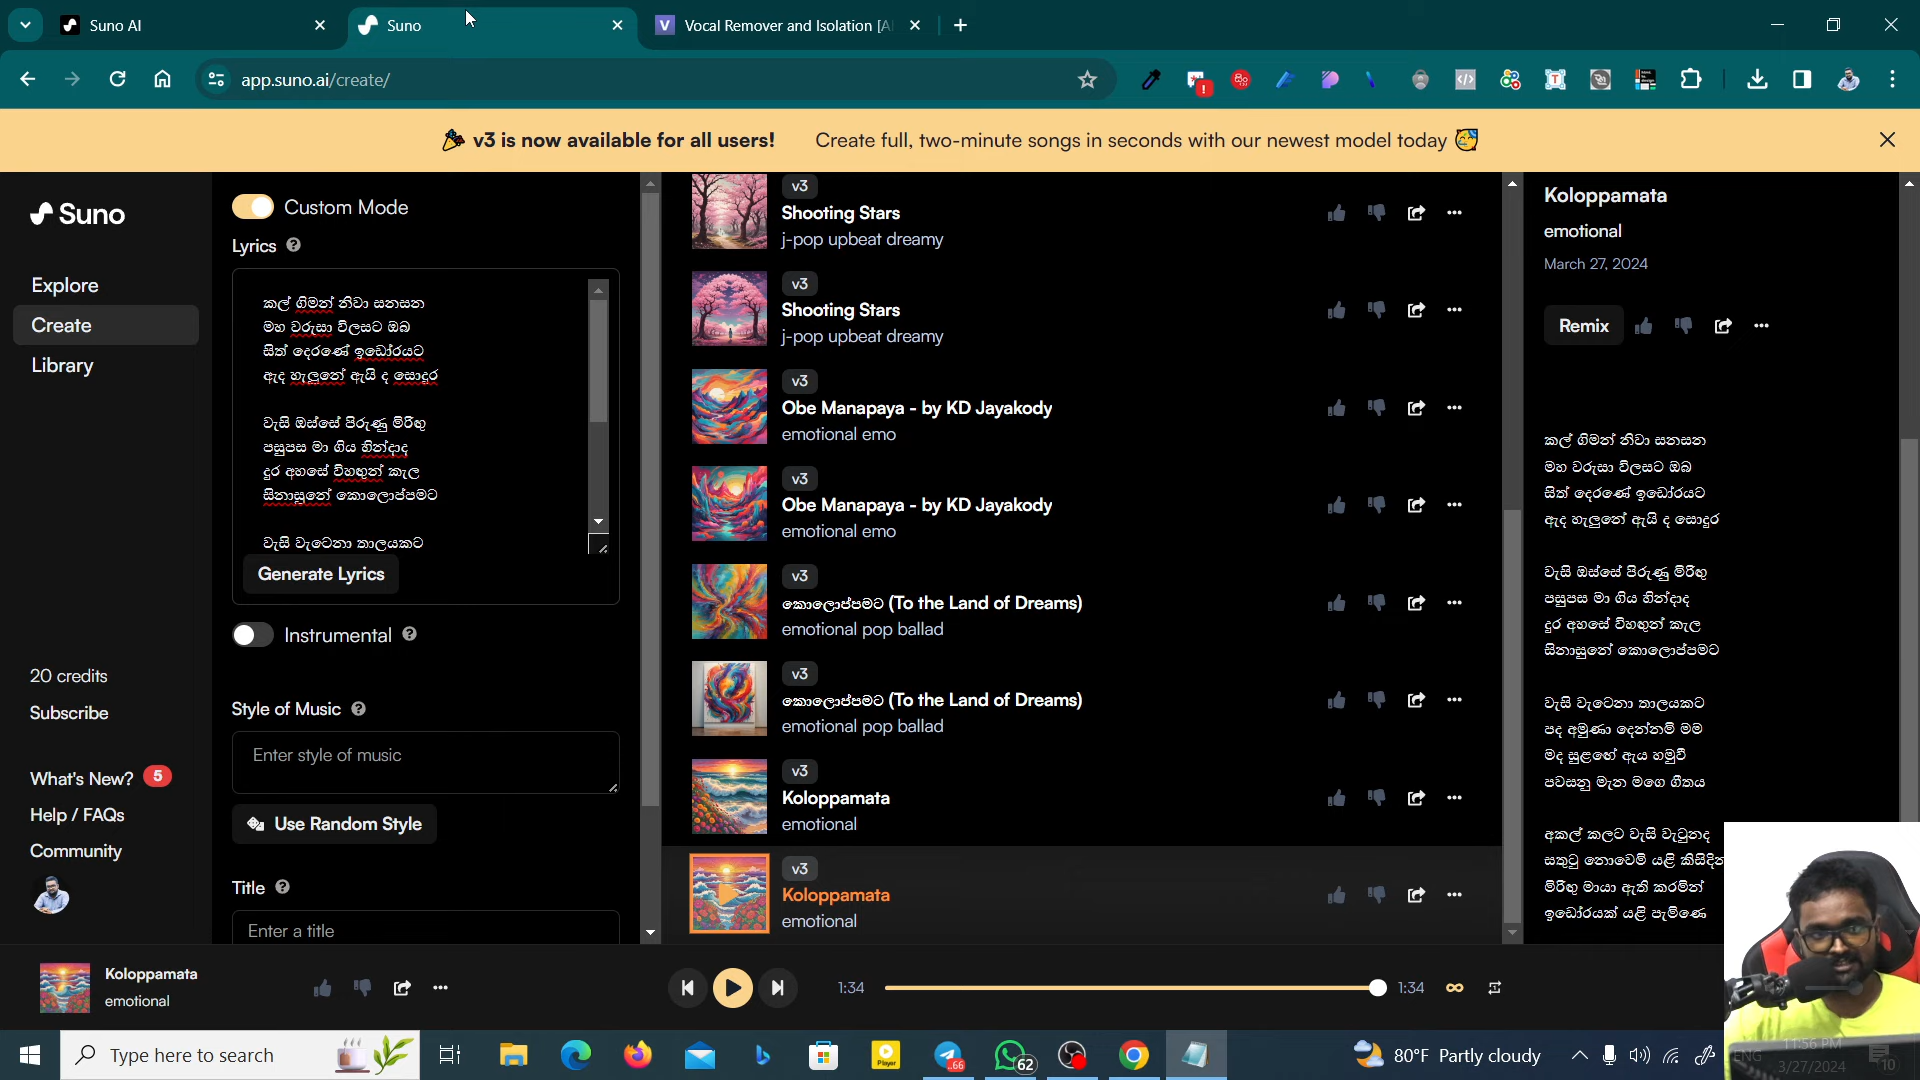 Suno AI
Suno
Vocal Remover and Isolation [A
app.suno.ai/create/
v3 is now available for all users! Create full, two-minute songs in seconds with our newest model today
Suno
Explore
Create
Library
20 credits
Subscribe
What's New? 5
Help / FAQs
Community
Custom Mode
Lyrics
කල් ගිමන් නිවා සනසන
මහ වරුසා විලසට ඔබ
සිත් දෙරණේ ඉඩෝරයට
ඇද හැලුනේ ඇයි ද සොදුර
වැසි ඔස්සේ පිරුණු මිරිඟු
පසුපස මා ගිය හින්දාද
දුර අහසේ විහඟුන් කැල
සිනාසුනේ කොලොප්පමට
වැසි වැටෙනා තාලයකට
Generate Lyrics
Instrumental
Style of Music
Enter style of music
Use Random Style
Title
Enter a title
v3
Shooting Stars
j-pop upbeat dreamy
v3
Shooting Stars
j-pop upbeat dreamy
v3
Obe Manapaya - by KD Jayakody
emotional emo
v3
Obe Manapaya - by KD Jayakody
emotional emo
v3
කොලොප්පමට (To the Land of Dreams)
emotional pop ballad
v3
කොලොප්පමට (To the Land of Dreams)
emotional pop ballad
v3
Koloppamata
emotional
v3
Koloppamata
emotional
Koloppamata
emotional
March 27, 2024
Remix
කල් ගිමන් නිවා සනසන
මහ වරුසා විලසට ඔබ
සිත් දෙරණේ ඉඩෝරයට
ඇද හැලුනේ ඇයි ද සොදුර
වැසි ඔස්සේ පිරුණු මිරිඟු
පසුපස මා ගිය හින්දාද
දුර අහසේ විහඟුන් කැල
සිනාසුනේ කොලොප්පමට
වැසි වැටෙනා තාලයකට
පද අමුණා දෙන්නම් මම
මද සුළඟේ ඇය හමුවී
පවසනු මැන මගෙ ගීතය
අකල් කලට වැසි වැටුනද
සතුටු නොවෙම් යළි කිසිදින
මිරිඟු මායා ඇති කරමින්
ඉඩෝරයක් යළි පැමිණෙ
Koloppamata
emotional
1:34
1:34
Type here to search
Player
66
62
80°F Partly cloudy
ENG
11:56 PM
3/27/2024
10